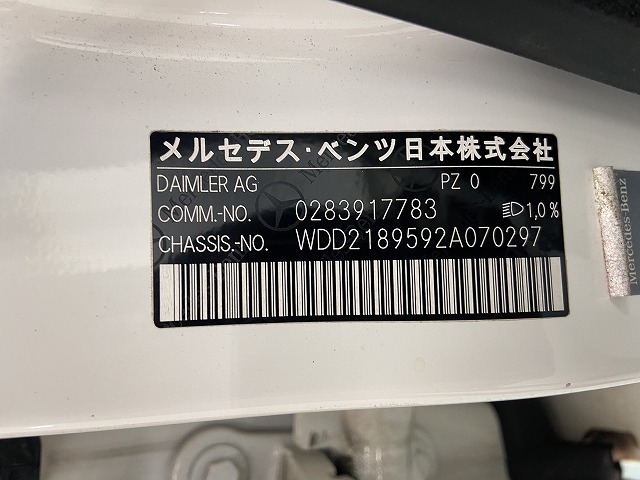 メルセデス・ベンツ日本株式会社
DAIMLER AG PZ 0 799
COMM.-NO. 0283917783 1,0%
CHASSIS.-NO. WDD2189592A070297
Mercedes-Benz